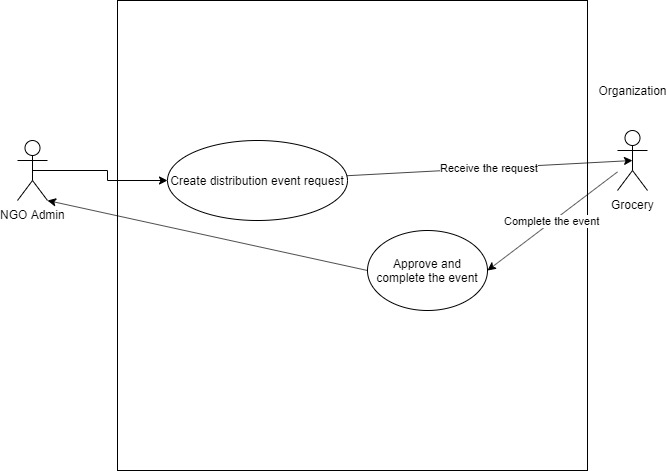 Organization
Create distribution event request
Receive the request
NGO Admin
Grocery
Complete the event
Approve and
complete the event